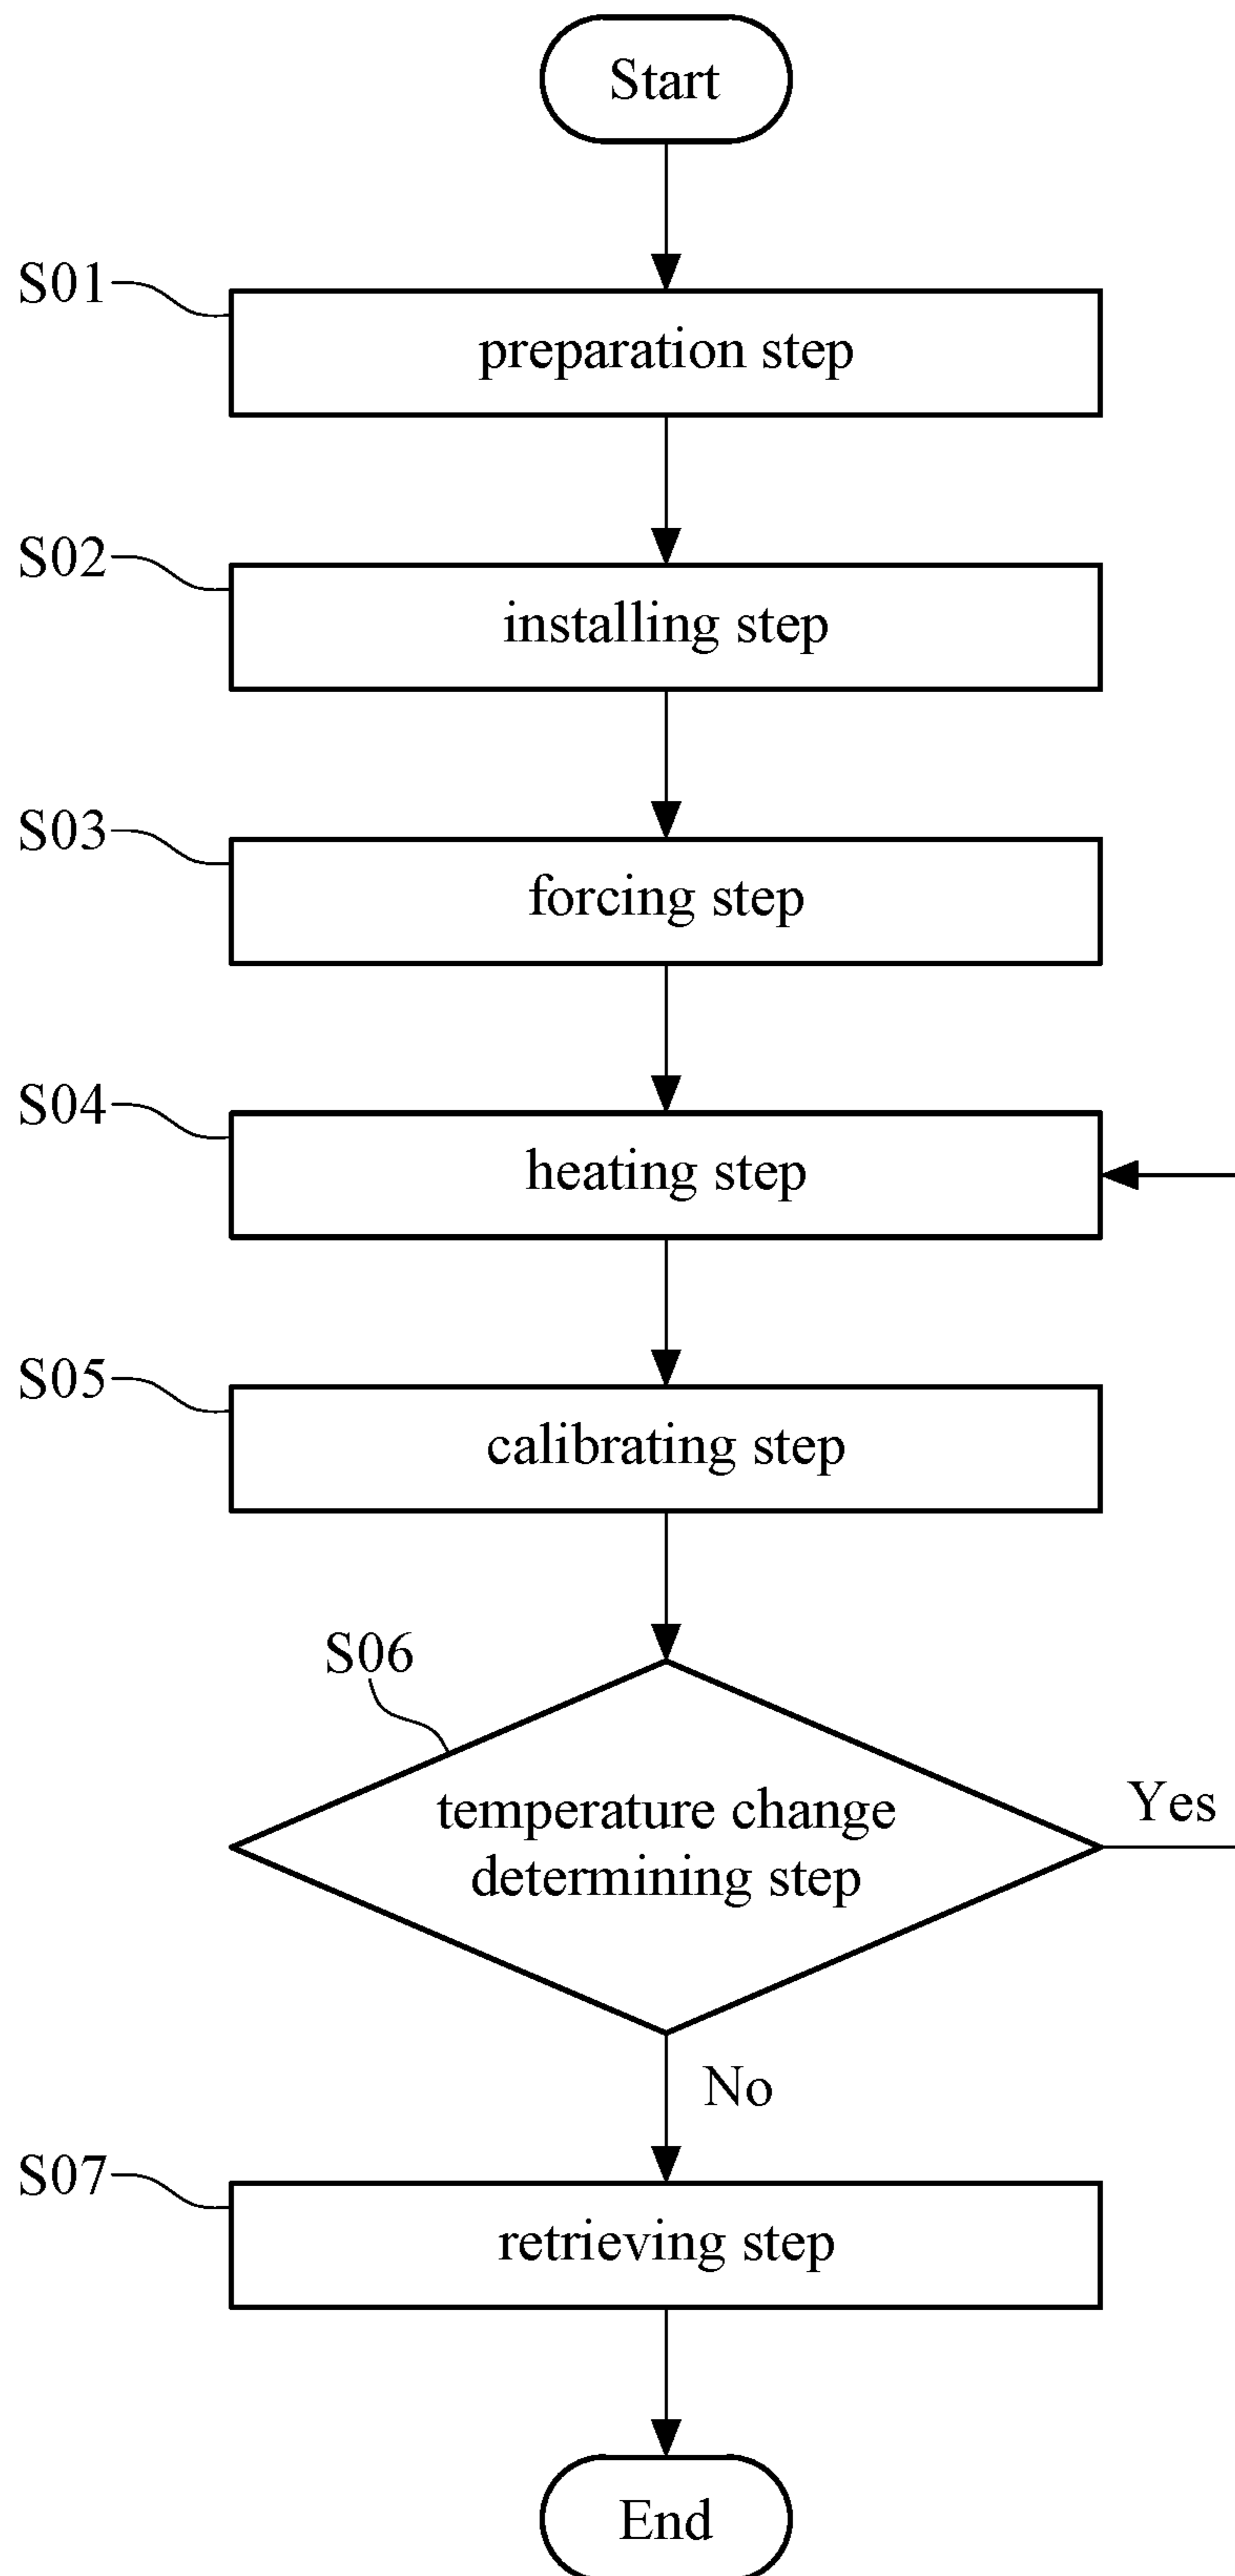 Start
S01
preparation step
S02
installing step
S03
forcing step
S04
heating step
S05
calibrating step
S06
temperature change
determining step
Yes
No
S07
retrieving step
End